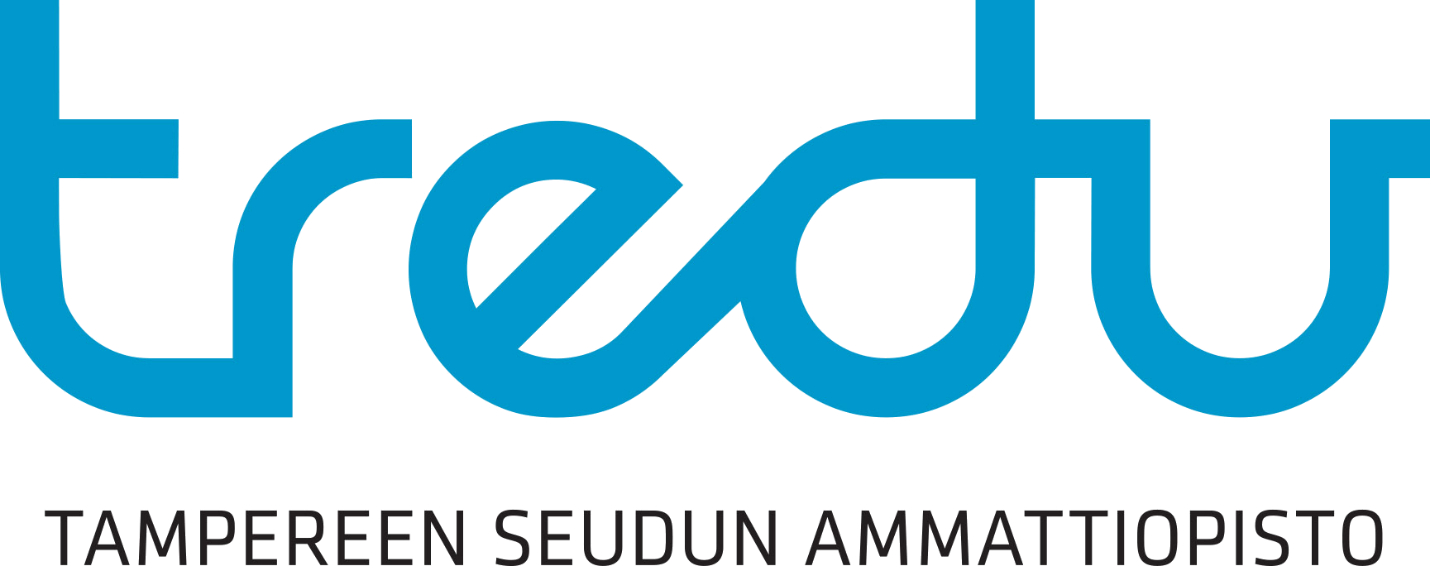 tredu
TAMPEREEN SEUDUN AMMATTIOPISTO